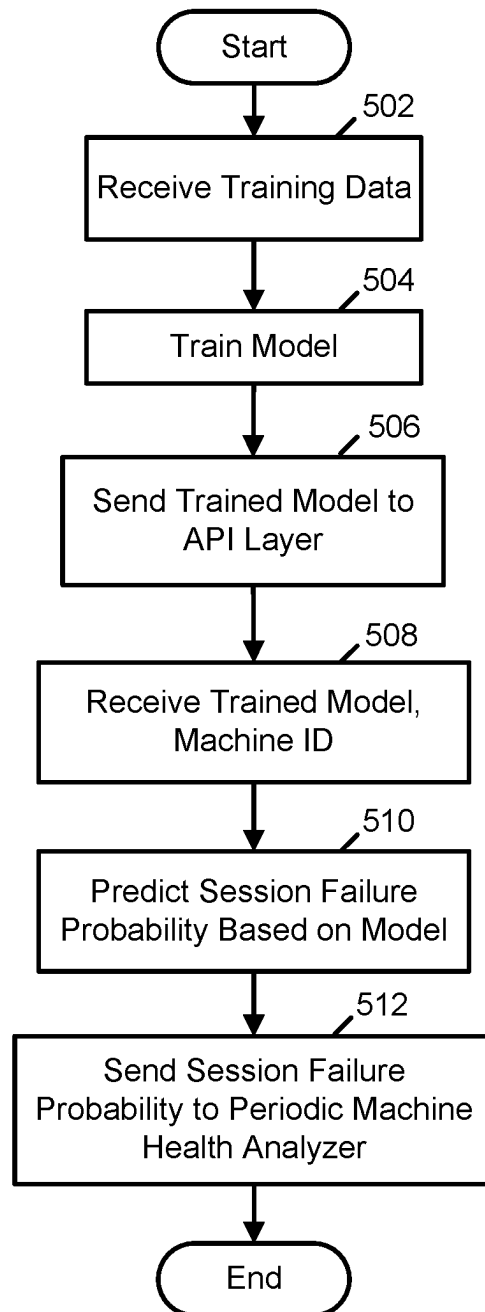 Start
502
Receive Training Data
504
Train Model
506
Send Trained Model to
API Layer
508
Receive Trained Model,
Machine ID
510
Predict Session Failure
Probability Based on Model
512
Send Session Failure
Probability to Periodic Machine
Health Analyzer
End